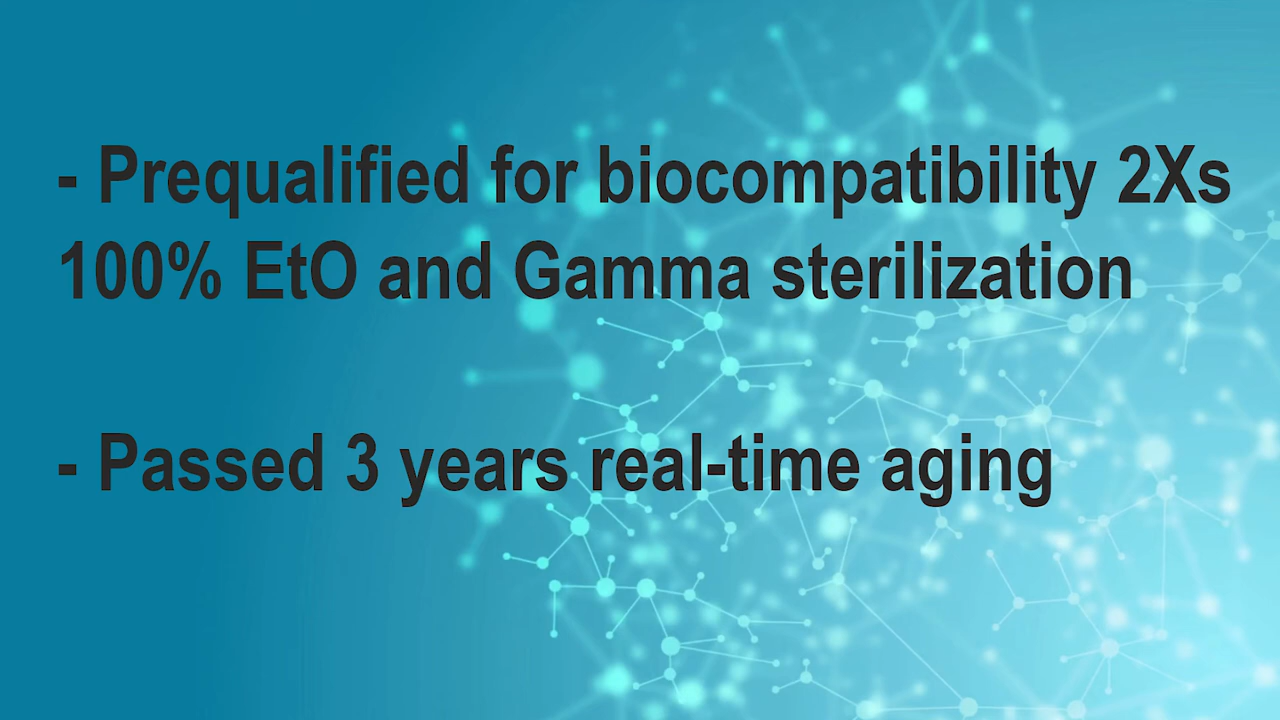 - Prequalified for biocompatibility 2Xs
100% EtO and Gamma sterilization
- Passed 3 years real-time aging